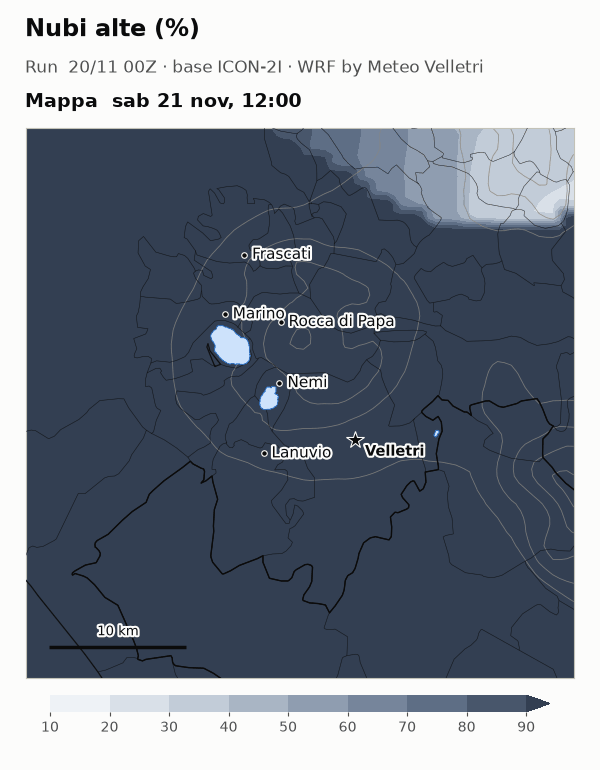 Nubi alte (%)
Run  20/11 00Z · base ICON-2I · WRF by Meteo Velletri
Mappa  sab 21 nov, 12:00
Frascati
Marino
Rocca di Papa
Nemi
Velletri
Lanuvio
10 km
10 20 30 40 50 60 70 80 90